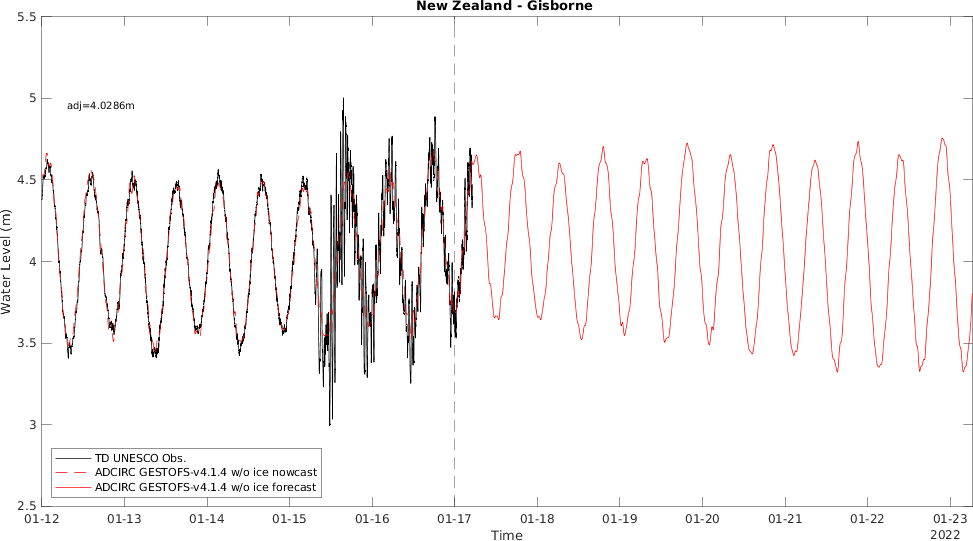 New Zealand - Gisborne
5.5
5
4.5
4
3.5
3
2.5
Water Level (m)
adj=4.0286m
TD UNESCO Obs.
ADCIRC GESTOFS-v4.1.4 w/o ice nowcast
ADCIRC GESTOFS-v4.1.4 w/o ice forecast
01-12 01-13 01-14 01-15 01-16 01-17 01-18 01-19 01-20 01-21 01-22 01-23
Time
2022